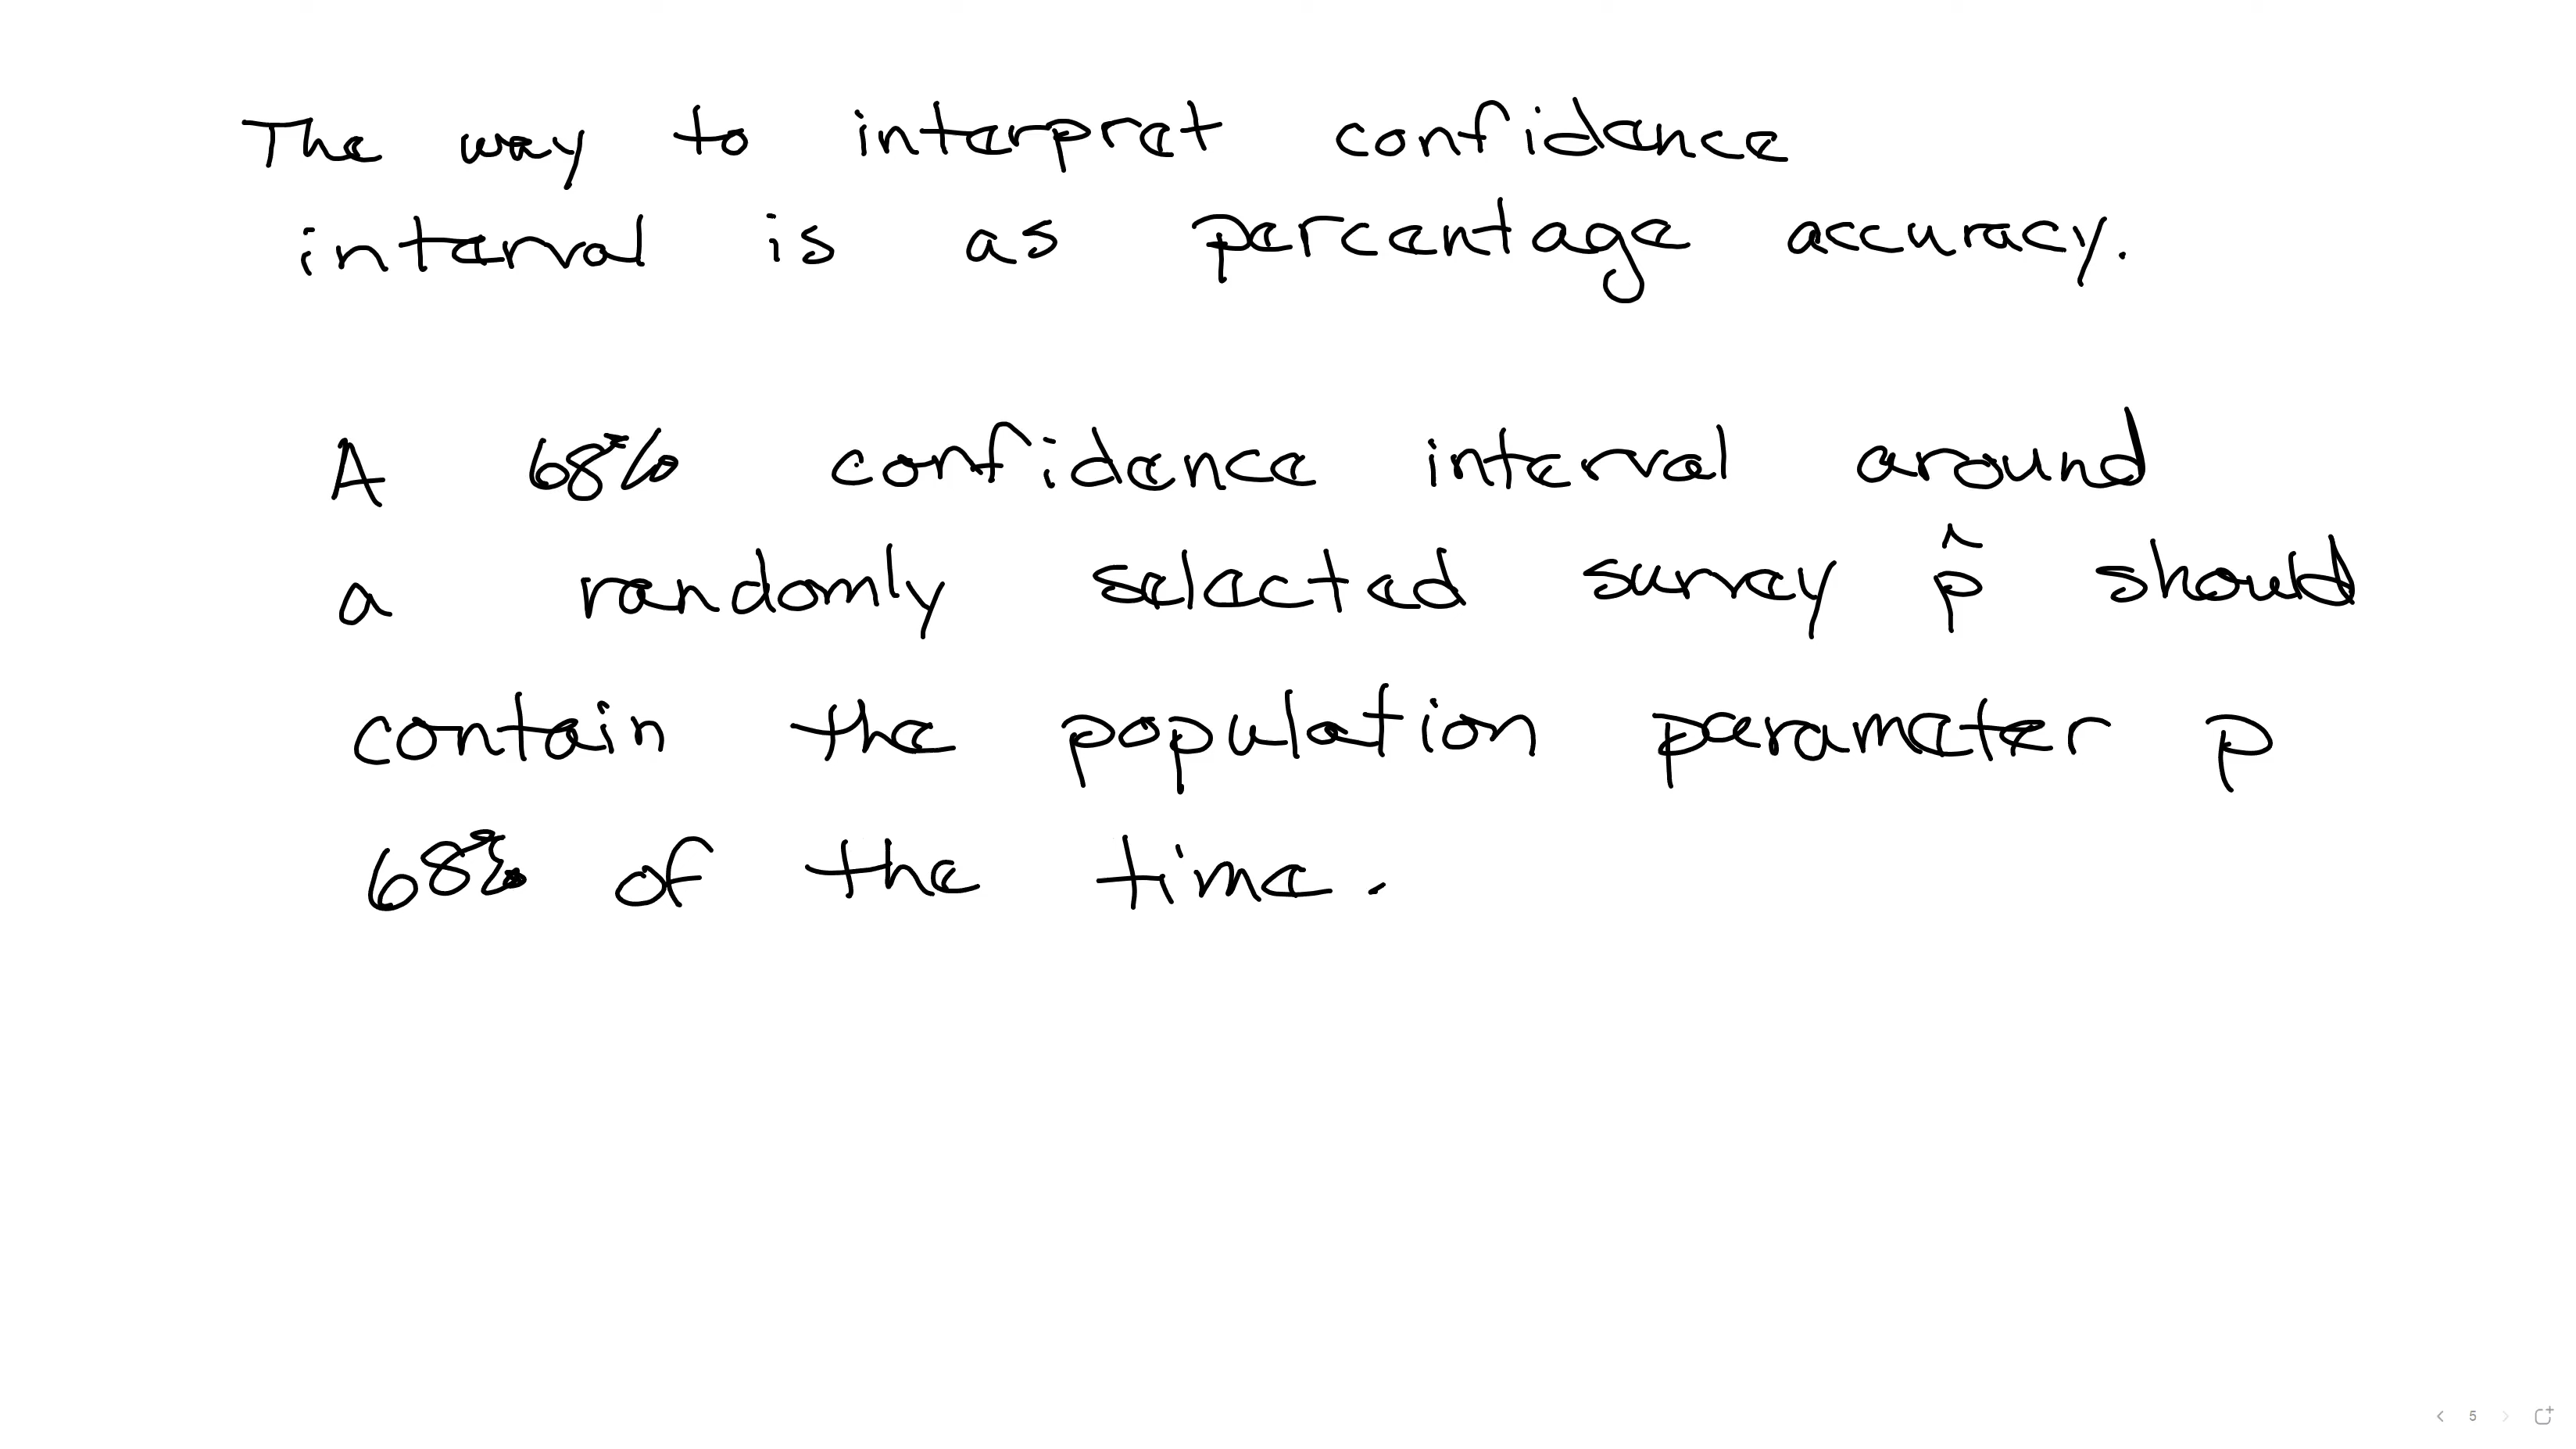 The way to interpret confidence
interval is as percentage accuracy.
A 68% confidence interval around
a randomly selected survey p̂ should
contain the population parameter p
68% of the time.
5